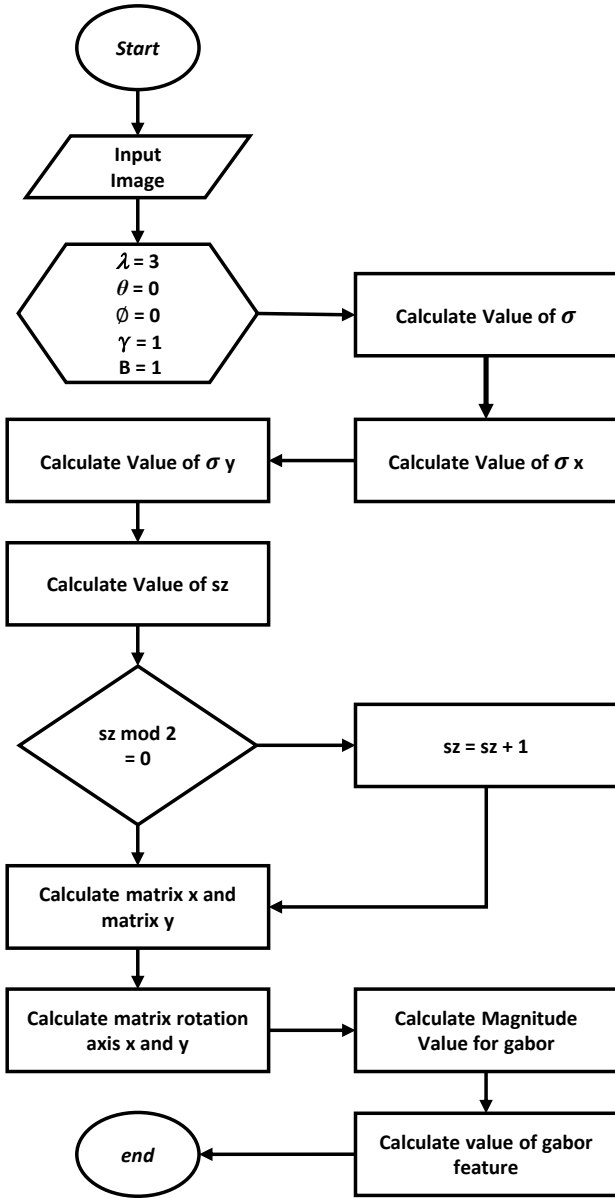 Start
Input
Image
λ = 3
θ = 0
∅ = 0
γ = 1
B = 1
Calculate Value of σ
Calculate Value of σ x
Calculate Value of σ y
Calculate Value of sz
sz mod 2
= 0
sz = sz + 1
Calculate matrix x and
matrix y
Calculate matrix rotation
axis x and y
Calculate Magnitude
Value for gabor
Calculate value of gabor
feature
end